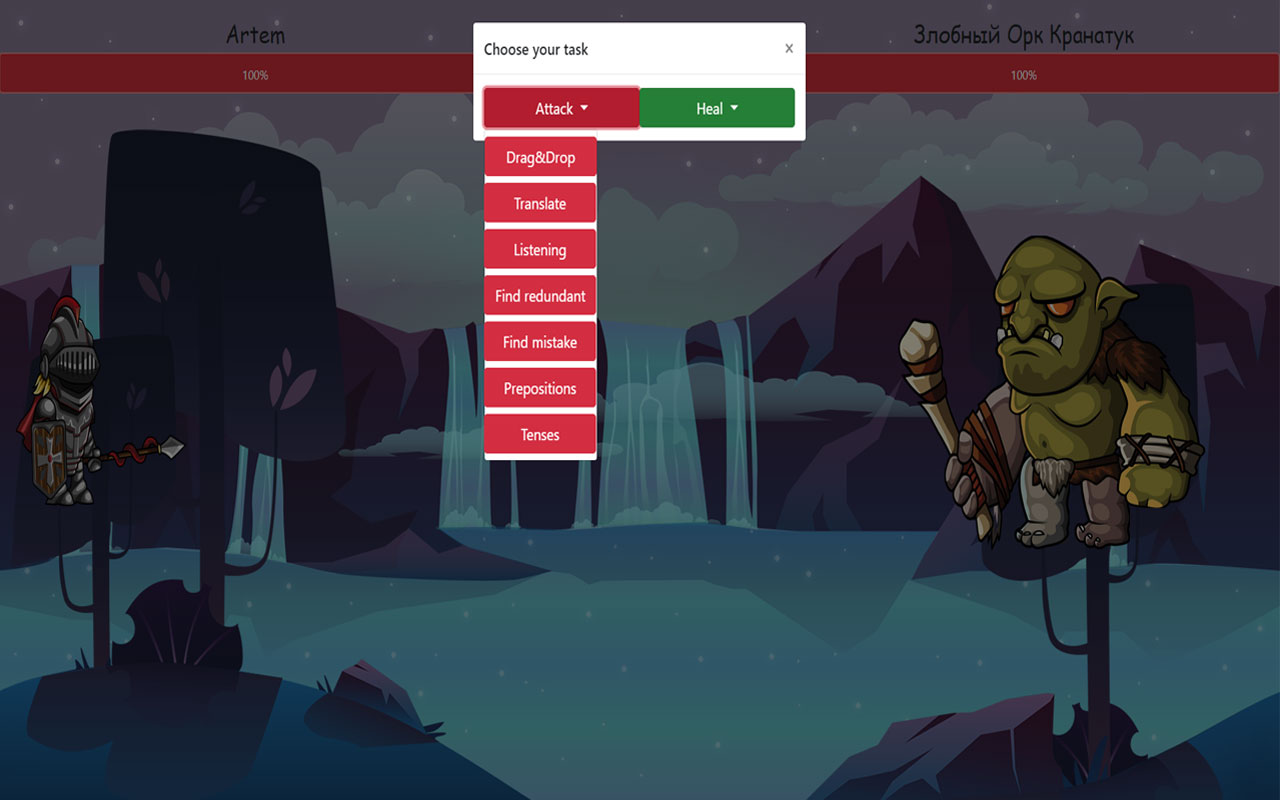 Artem
100%
Злобный Орк Кранатук
100%
Choose your task
×
Attack
Heal
Drag&Drop
Translate
Listening
Find redundant
Find mistake
Prepositions
Tenses